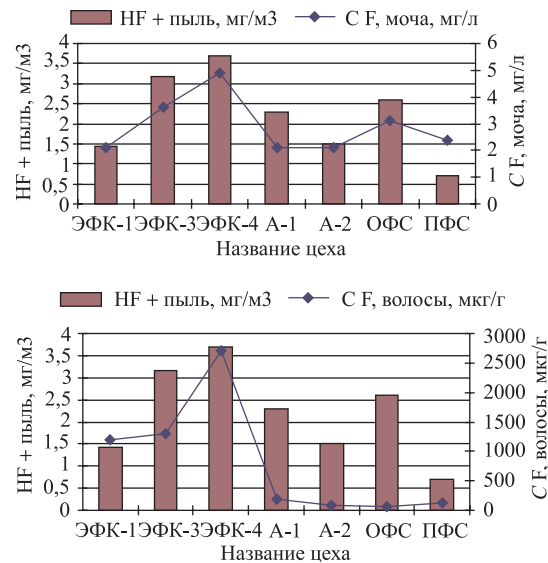 HF + пыль, мг/м3
C F, моча, мг/л
HF + пыль, мг/м3
4
3,5
3
2,5
2
1,5
1
0,5
0
6
5
4
3
2
1
0
C F, моча, мг/л
ЭФК-1 ЭФК-3 ЭФК-4 А-1 А-2 ОФС ПФС
Название цеха
HF + пыль, мг/м3
C F, волосы, мкг/г
HF + пыль, мг/м3
4
3,5
3
2,5
2
1,5
1
0,5
0
3000
2500
2000
1500
1000
500
0
C F, волосы, мкг/г
ЭФК-1 ЭФК-3 ЭФК-4 А-1 А-2 ОФС ПФС
Название цеха